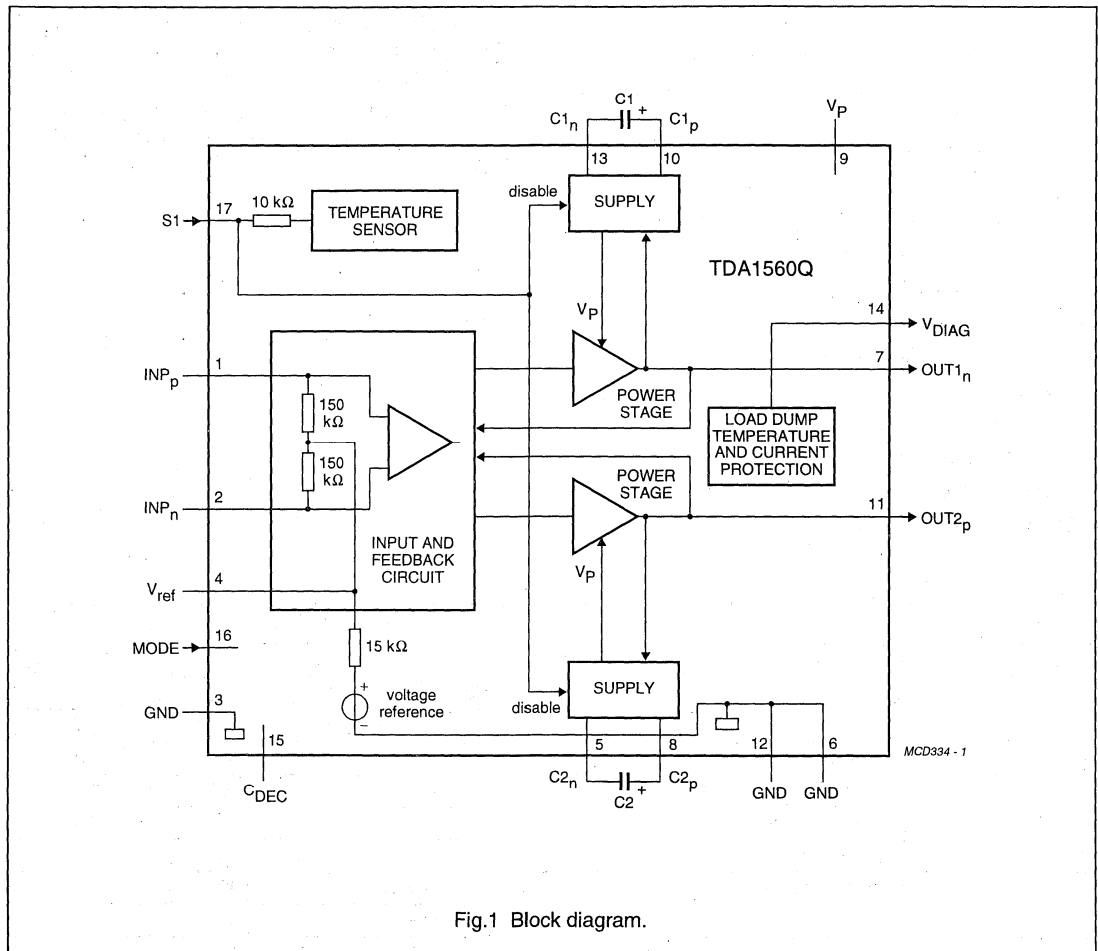 C1
+
C1n
C1p
VP
13
10
9
disable
SUPPLY
17
10 kΩ
S1
TEMPERATURE
SENSOR
TDA1560Q
VP
14
VDIAG
1
7
INPp
OUT1n
150
kΩ
POWER
STAGE
LOAD DUMP
TEMPERATURE
AND CURRENT
PROTECTION
150
kΩ
2
INPn
POWER
STAGE
11
OUT2p
INPUT AND
FEEDBACK
CIRCUIT
VP
4
Vref
16
MODE
15 kΩ
SUPPLY
+
voltage
reference
−
disable
3
GND
15
5
8
12
6
MCD334 - 1
CDEC
C2n
C2
+
C2p
GND
GND
Fig.1 Block diagram.